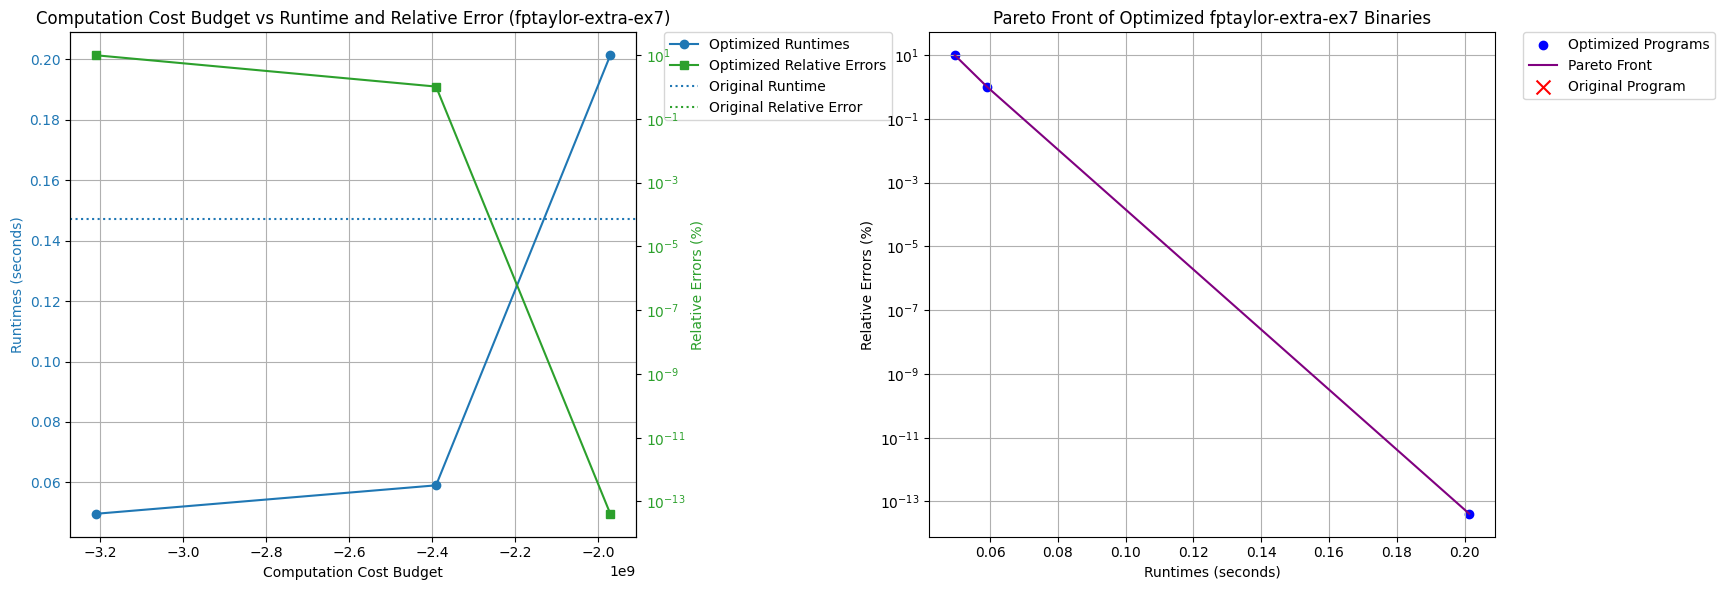 Computation Cost Budget vs Runtime and Relative Error (fptaylor-extra-ex7)
Runtimes (seconds)
0.20
0.18
0.16
0.14
0.12
0.10
0.08
0.06
−3.2 −3.0 −2.8 −2.6 −2.4 −2.2 −2.0
1e9
Computation Cost Budget
10^1
10^−1
10^−3
10^−5
10^−7
10^−9
10^−11
10^−13
Relative Errors (%)
Optimized Runtimes
Optimized Relative Errors
Original Runtime
Original Relative Error
Pareto Front of Optimized fptaylor-extra-ex7 Binaries
Relative Errors (%)
10^1
10^−1
10^−3
10^−5
10^−7
10^−9
10^−11
10^−13
0.06 0.08 0.10 0.12 0.14 0.16 0.18 0.20
Runtimes (seconds)
Optimized Programs
Pareto Front
Original Program